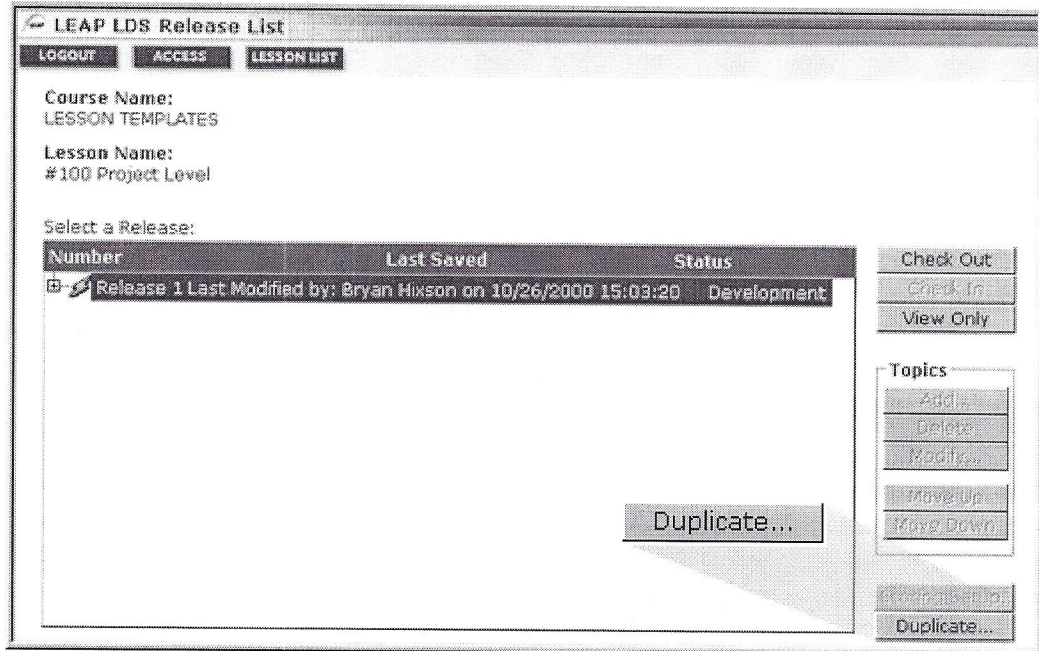 LEAP LDS Release List
LOGOUT ACCESS LESSON LIST
Course Name:
LESSON TEMPLATES
Lesson Name:
#100 Project Level
Select a Release:
Number Last Saved Status
Release 1 Last Modified by: Bryan Hixson on 10/26/2000 15:03:20 Development
Check Out
Check In
View Only
Topics
Add...
Delete
Modify...
Move Up
Move Down
Duplicate...
Duplicate...